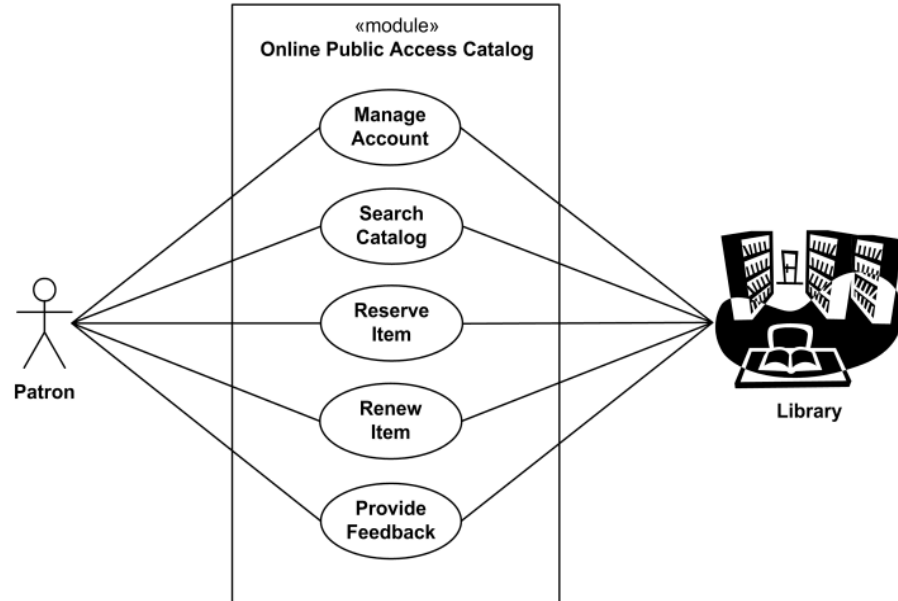 «module»
Online Public Access Catalog
Manage
Account
Search
Catalog
Reserve
Item
Renew
Item
Provide
Feedback
Patron
Library